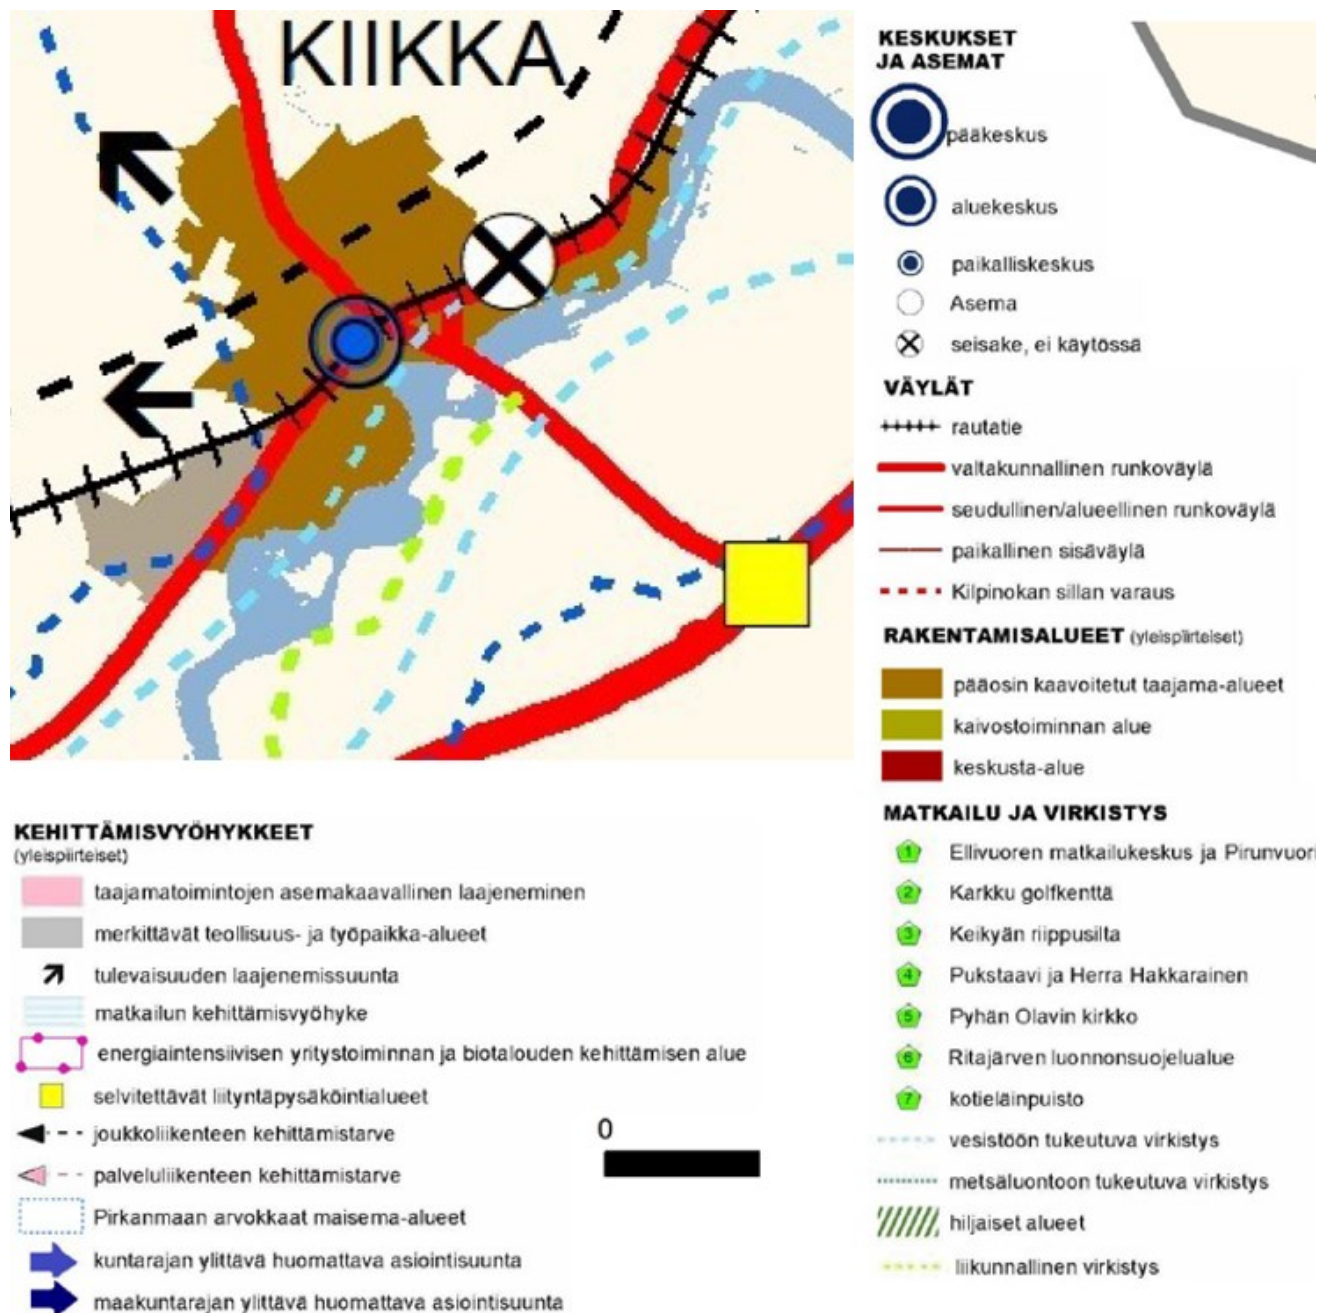 KIIKKA
KESKUKSET
JA ASEMAT
pääkeskus
aluekeskus
paikalliskeskus
Asema
seisake, ei käytössä
VÄYLÄT
rautatie
valtakunnallinen runkoväylä
seudullinen/alueellinen runkoväylä
paikallinen sisäväylä
Kilpinokan sillan varaus
RAKENTAMISALUEET (yleispiirteiset)
pääosin kaavoitetut taajama-alueet
kaivostoiminnan alue
keskusta-alue
MATKAILU JA VIRKISTYS
1 Ellivuoren matkailukeskus ja Pirunvuori
2 Karkku golfkenttä
3 Keikyän riippusilta
4 Pukstaavi ja Herra Hakkarainen
5 Pyhän Olavin kirkko
6 Ritajärven luonnonsuojelualue
7 kotieläinpuisto
vesistöön tukeutuva virkistys
metsäluontoon tukeutuva virkistys
hiljaiset alueet
liikunnallinen virkistys
KEHITTÄMISVYÖHYKKEET
(yleispiirteiset)
taajamatoimintojen asemakaavallinen laajeneminen
merkittävät teollisuus- ja työpaikka-alueet
tulevaisuuden laajenemissuunta
matkailun kehittämisvyöhyke
energiaintensiivisen yritystoiminnan ja biotalouden kehittämisen alue
selvitettävät liityntäpysäköintialueet
joukkoliikenteen kehittämistarve
palveluliikenteen kehittämistarve
Pirkanmaan arvokkaat maisema-alueet
kuntarajan ylittävä huomattava asiointisuunta
maakuntarajan ylittävä huomattava asiointisuunta
0